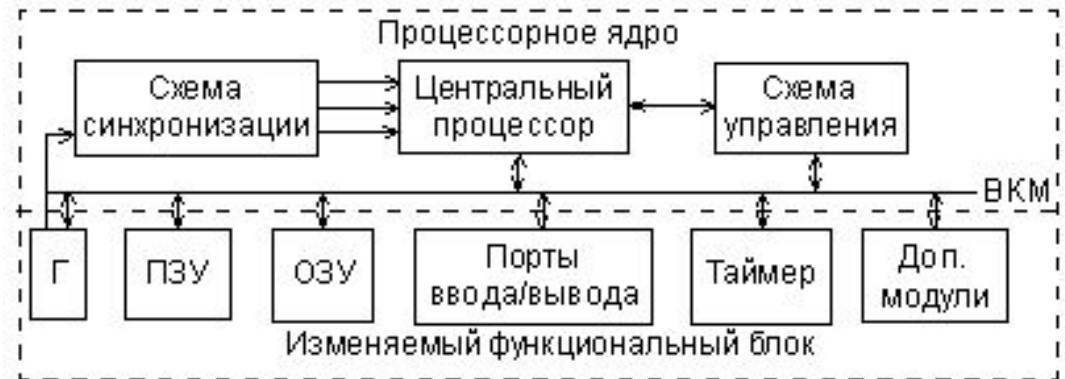 Процессорное ядро
Схема
синхронизации
Центральный
процессор
Схема
управления
ВКМ
Г
ПЗУ
ОЗУ
Порты
ввода/вывода
Таймер
Доп.
модули
Изменяемый функциональный блок